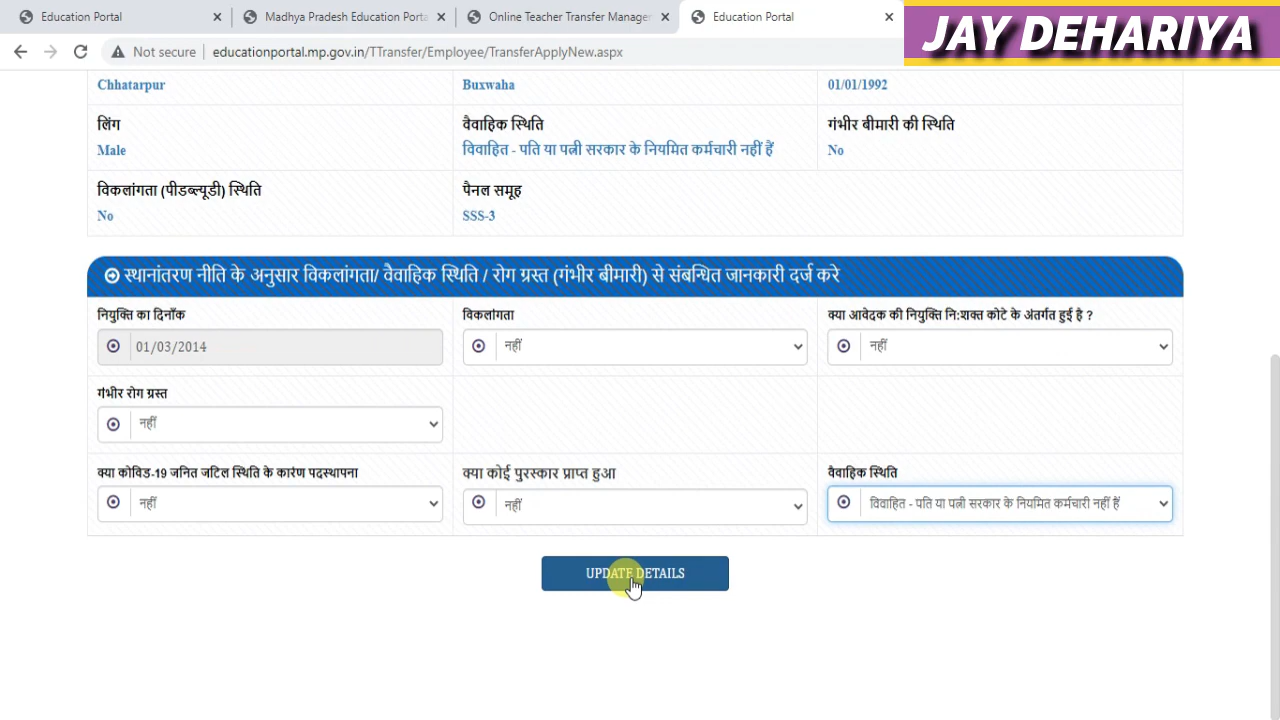 Education Portal
Madhya Pradesh Education Porta
Online Teacher Transfer Manager
Education Portal
JAY DEHARIYA
Not secure
educationportal.mp.gov.in/TTransfer/Employee/TransferApplyNew.aspx
Chhatarpur
Buxwaha
01/01/1992
लिंग
वैवाहिक स्थिति
गंभीर बीमारी की स्थिति
Male
विवाहित - पति या पत्नी सरकार के नियमित कर्मचारी नहीं हैं
No
विकलांगता (पीडब्ल्यूडी) स्थिति
पैनल समूह
No
SSS-3
स्थानांतरण नीति के अनुसार विकलांगता/ वैवाहिक स्थिति / रोग ग्रस्त (गंभीर बीमारी) से संबन्धित जानकारी दर्ज करे
नियुक्ति का दिनाँक
विकलांगता
क्या आवेदक की नियुक्ति नि:शक्त कोटे के अंतर्गत हुई है ?
01/03/2014
नहीं
नहीं
गंभीर रोग ग्रस्त
नहीं
क्या कोविड-19 जनित जटिल स्थिति के कारंण पदस्थापना
क्या कोई पुरस्कार प्राप्त हुआ
वैवाहिक स्थिति
नहीं
नहीं
विवाहित - पति या पत्नी सरकार के नियमित कर्मचारी नहीं हैं
UPDATE DETAILS